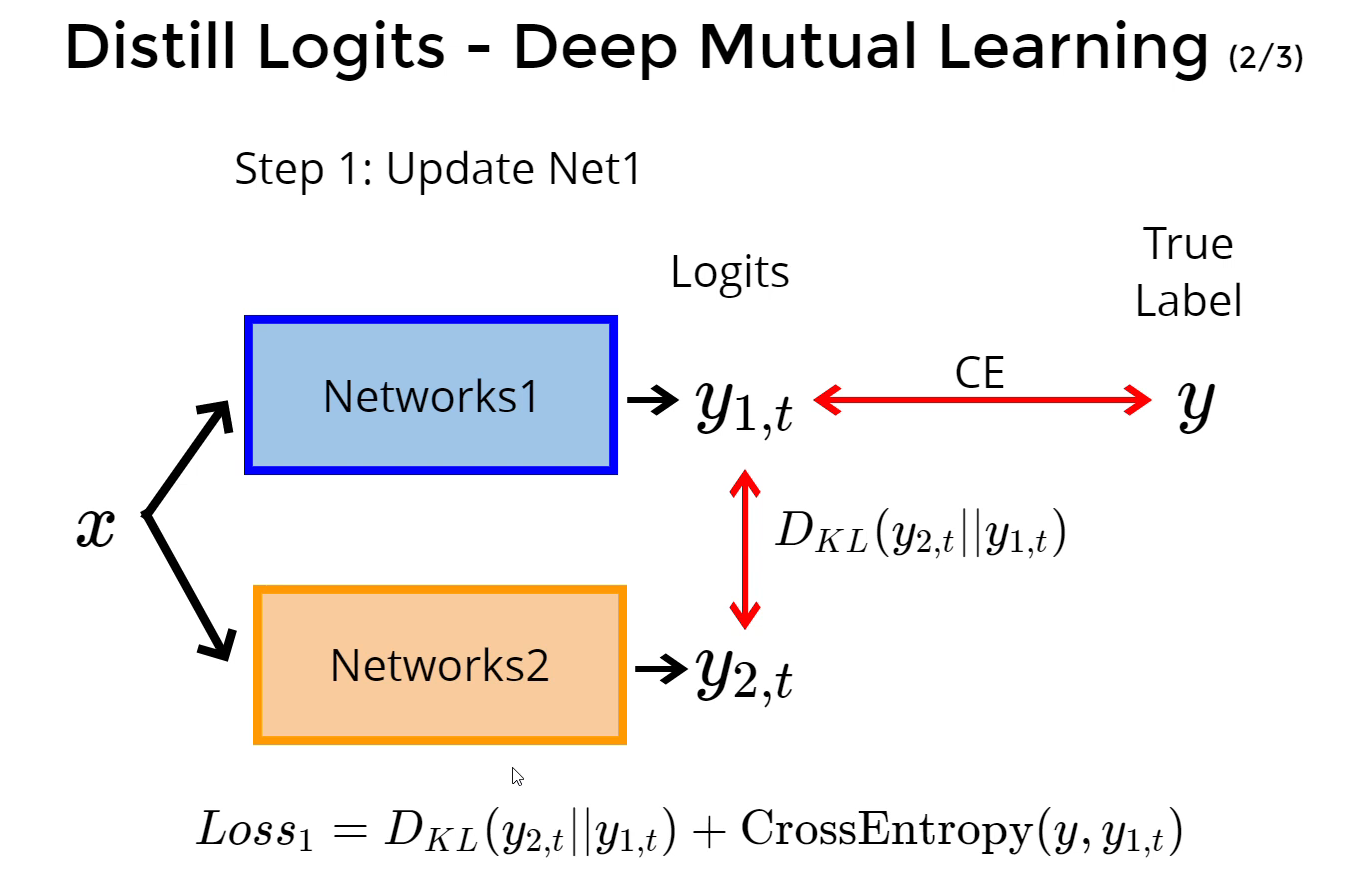 Distill Logits - Deep Mutual Learning (2/3)
Step 1: Update Net1
Logits
True
Label
Networks1
y_{1,t}
CE
y
x
D_{KL}(y_{2,t}||y_{1,t})
Networks2
y_{2,t}
Loss_1 = D_{KL}(y_{2,t}||y_{1,t}) + CrossEntropy(y, y_{1,t})